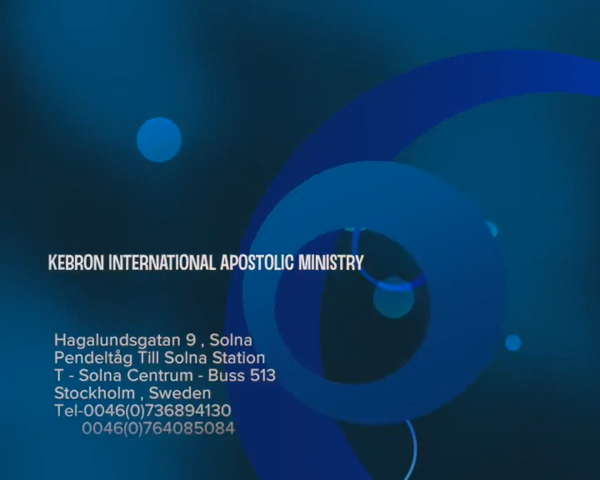 KEBRON INTERNATIONAL APOSTOLIC MINISTRY
Hagalundsgatan 9 , Solna
Pendeltåg Till Solna Station
T - Solna Centrum - Buss 513
Stockholm , Sweden
Tel-0046(0)736894130
0046(0)764085084